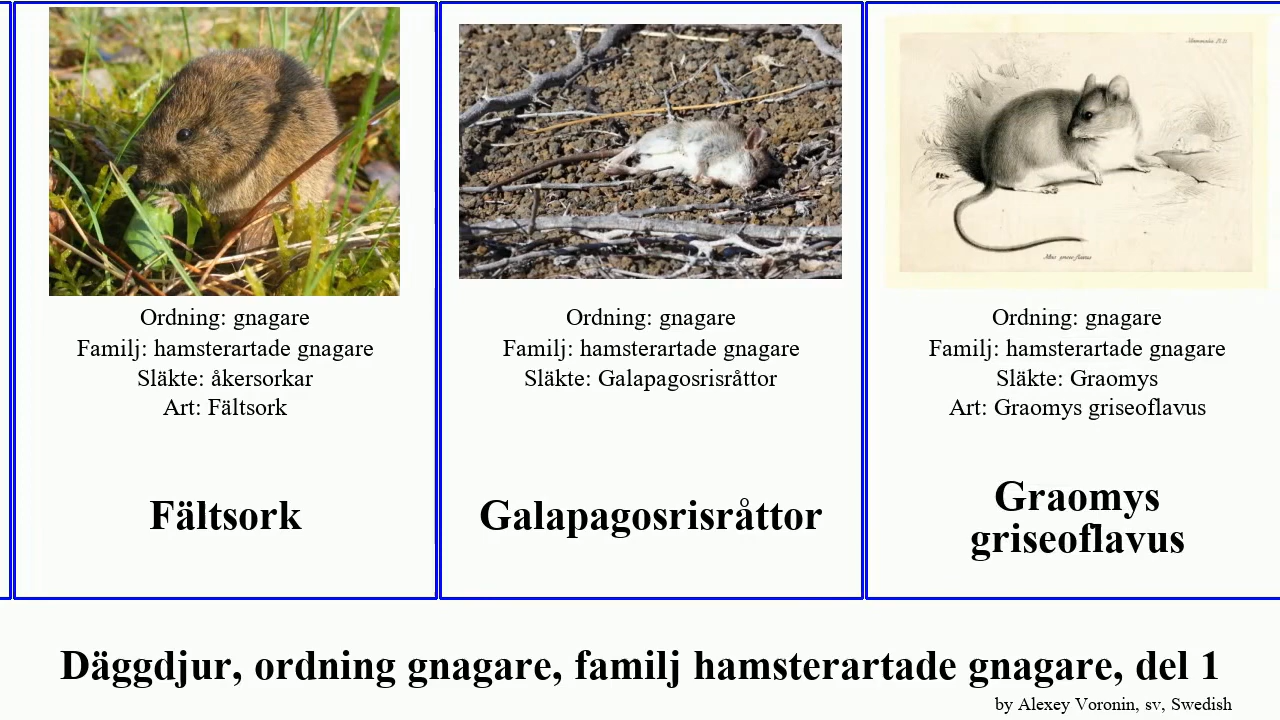 Ordning: gnagare
Familj: hamsterartade gnagare
Släkte: åkersorkar
Art: Fältsork
Fältsork
Ordning: gnagare
Familj: hamsterartade gnagare
Släkte: Galapagosrisråttor
Galapagosrisråttor
Ordning: gnagare
Familj: hamsterartade gnagare
Släkte: Graomys
Art: Graomys griseoflavus
Graomys
griseoflavus
Däggdjur, ordning gnagare, familj hamsterartade gnagare, del 1
by Alexey Voronin, sv, Swedish